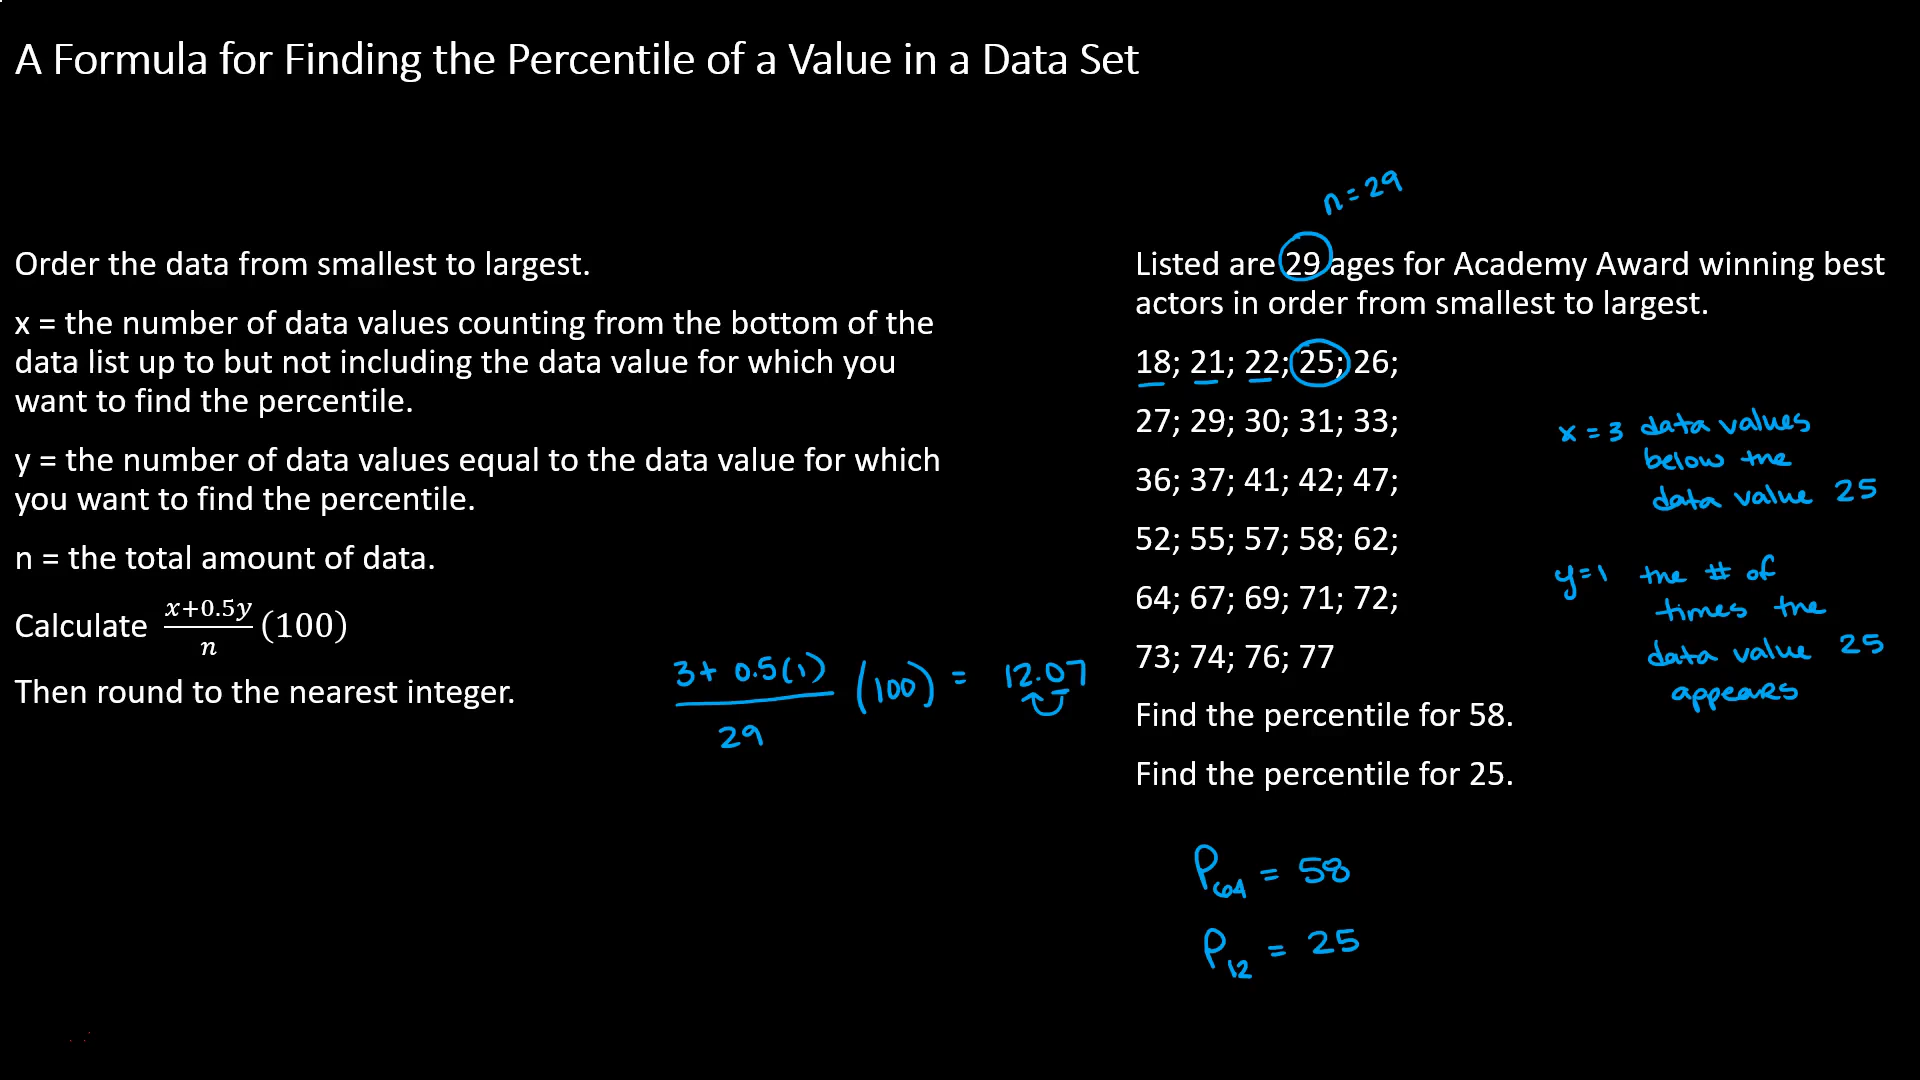 A Formula for Finding the Percentile of a Value in a Data Set
Order the data from smallest to largest.
x = the number of data values counting from the bottom of the
data list up to but not including the data value for which you
want to find the percentile.
y = the number of data values equal to the data value for which
you want to find the percentile.
n = the total amount of data.
Calculate \frac{x+0.5y}{n}(100)
Then round to the nearest integer.
\frac{3+0.5(1)}{29} (100) = 12.07
n = 29
Listed are 29 ages for Academy Award winning best
actors in order from smallest to largest.
18; 21; 22; 25; 26;
27; 29; 30; 31; 33;
36; 37; 41; 42; 47;
52; 55; 57; 58; 62;
64; 67; 69; 71; 72;
73; 74; 76; 77
Find the percentile for 58.
Find the percentile for 25.
P64 = 58
P12 = 25
x = 3 data values
below the
data value 25
y=1 the # of
times the
data value 25
appears